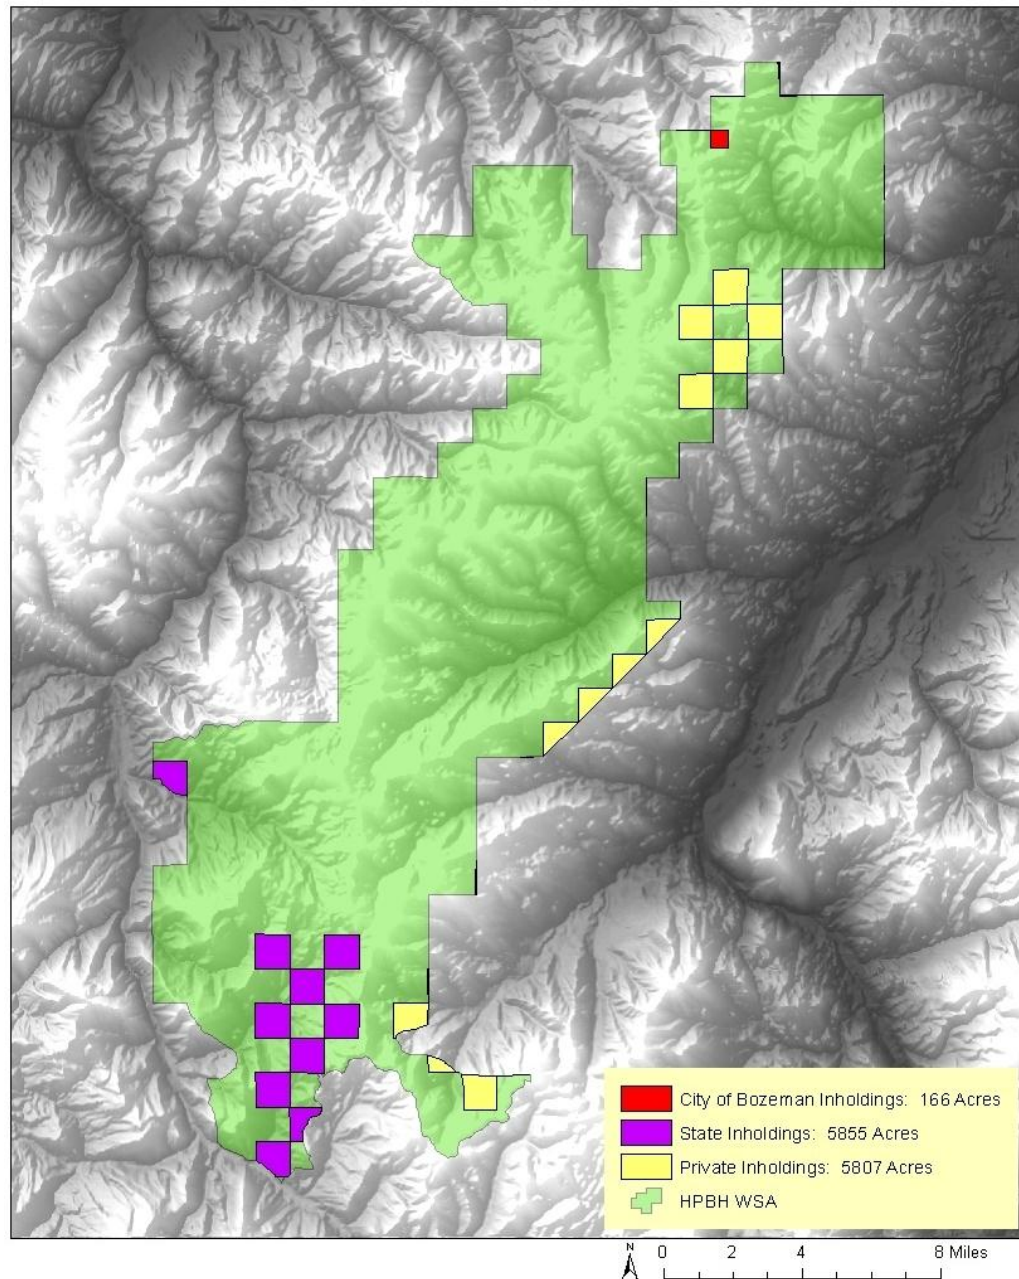 City of Bozeman Inholdings: 166 Acres
State Inholdings: 5855 Acres
Private Inholdings: 5807 Acres
HPBH WSA
N 0 2 4 8 Miles